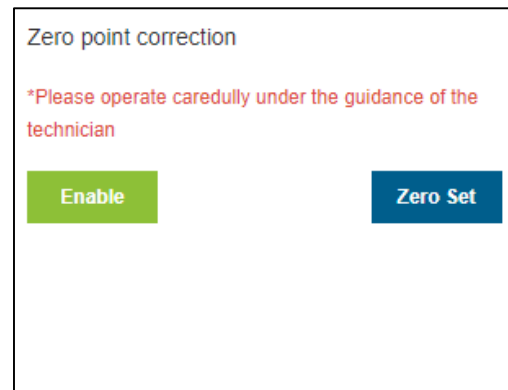 Zero point correction
*Please operate caredully under the guidance of the
technician
Enable
Zero Set